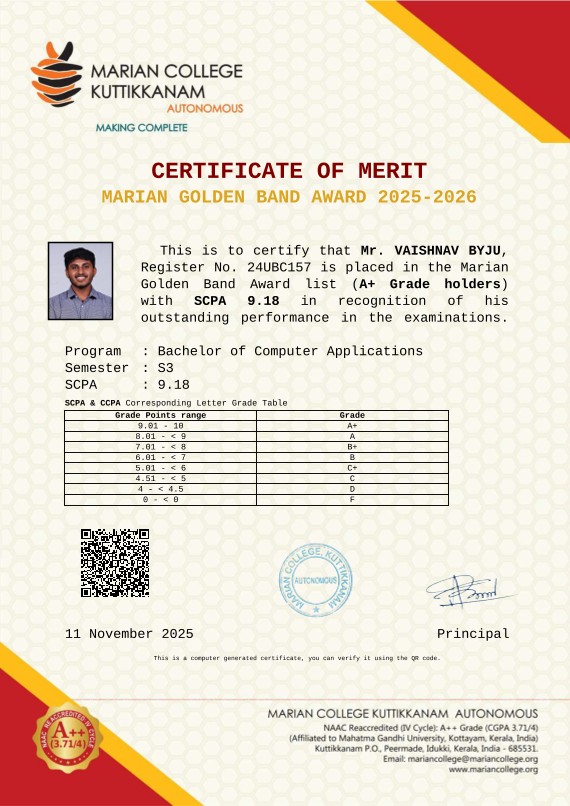 MARIAN COLLEGE
KUTTIKKANAM
AUTONOMOUS
MAKING COMPLETE
CERTIFICATE OF MERIT
MARIAN GOLDEN BAND AWARD 2025-2026
This is to certify that Mr. VAISHNAV BYJU,
Register No. 24UBC157 is placed in the Marian
Golden Band Award list (A+ Grade holders)
with SCPA 9.18 in recognition of his
outstanding performance in the examinations.
Program : Bachelor of Computer Applications
Semester : S3
SCPA : 9.18
SCPA & CCPA Corresponding Letter Grade Table
Grade Points range Grade
9.01 - 10 A+
8.01 - < 9 A
7.01 - < 8 B+
6.01 - < 7 B
5.01 - < 6 C+
4.51 - < 5 C
4 - < 4.5 D
0 - < 0 F
MARIAN COLLEGE, KUTTIKKANAM
AUTONOMOUS
11 November 2025 Principal
This is a computer generated certificate, you can verify it using the QR code.
NAAC REACCREDITED IV CYCLE
A++
(3.71/4)
MARIAN COLLEGE KUTTIKKANAM AUTONOMOUS
NAAC Reaccredited (IV Cycle): A++ Grade (CGPA 3.71/4)
(Affiliated to Mahatma Gandhi University, Kottayam, Kerala, India)
Kuttikkanam P.O., Peermade, Idukki, Kerala, India - 685531.
Email: mariancollege@mariancollege.org
www.mariancollege.org